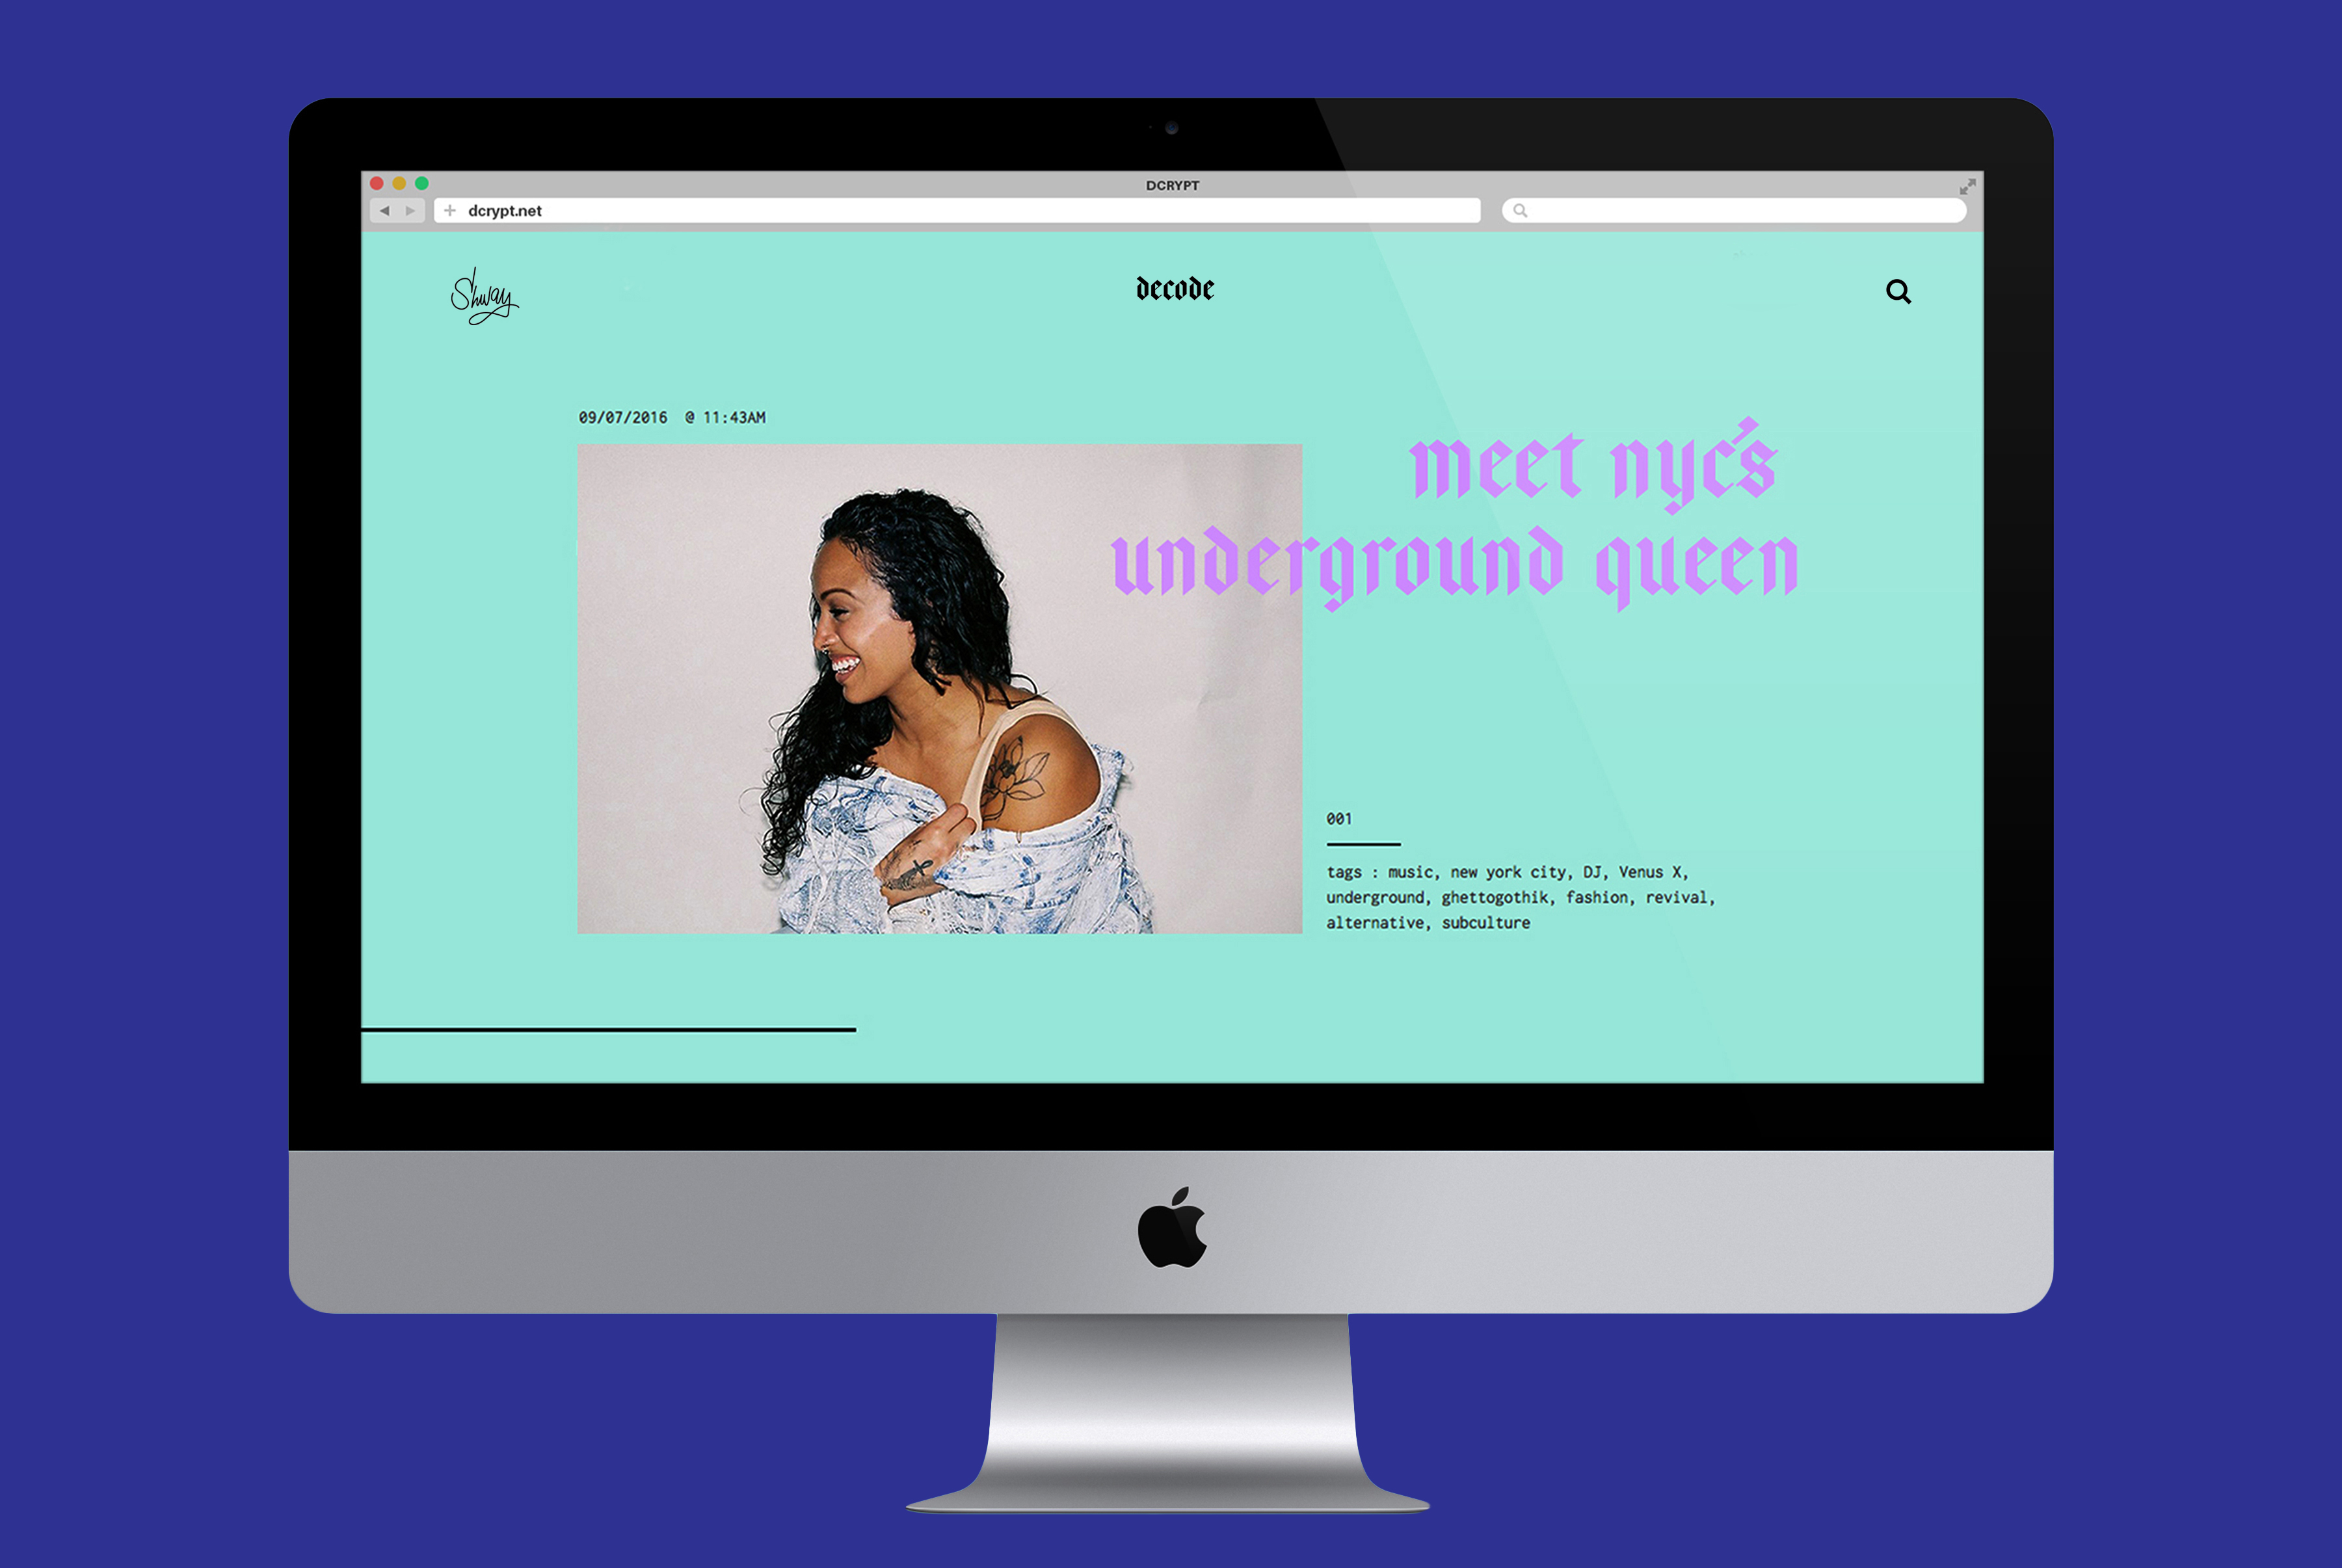 DCRYPT
dcrypt.net
Shway
decode
09/07/2016 @ 11:43AM
meet nyc's
underground queen
001
tags : music, new york city, DJ, Venus X,
underground, ghettogothik, fashion, revival,
alternative, subculture